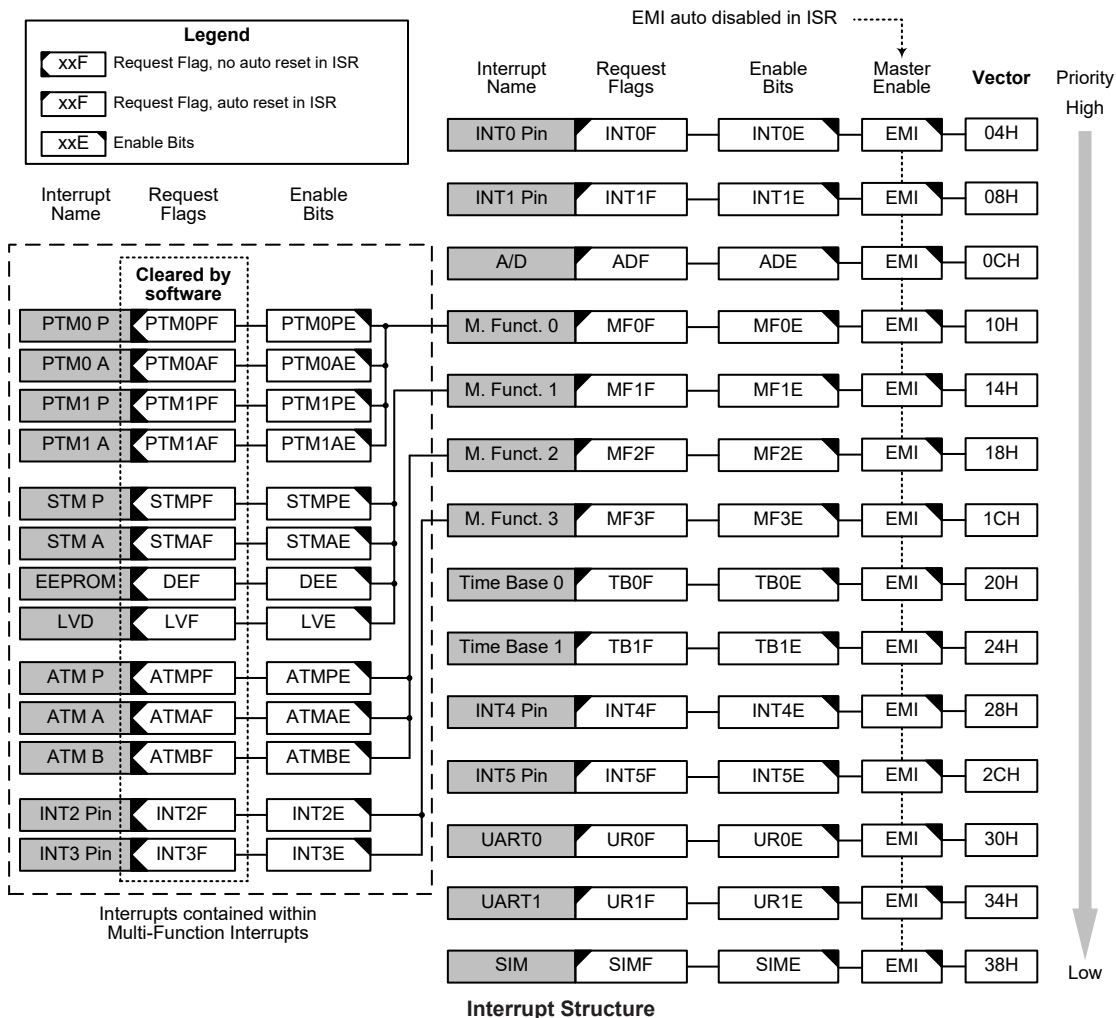 EMI auto disabled in ISR
Legend
xxF Request Flag, no auto reset in ISR
xxF Request Flag, auto reset in ISR
xxE Enable Bits
Interrupt Name
Request Flags
Enable Bits
Master Enable
Vector
Priority
High
INT0 Pin INT0F INT0E EMI 04H
INT1 Pin INT1F INT1E EMI 08H
A/D ADF ADE EMI 0CH
M. Funct. 0 MF0F MF0E EMI 10H
M. Funct. 1 MF1F MF1E EMI 14H
M. Funct. 2 MF2F MF2E EMI 18H
M. Funct. 3 MF3F MF3E EMI 1CH
Time Base 0 TB0F TB0E EMI 20H
Time Base 1 TB1F TB1E EMI 24H
INT4 Pin INT4F INT4E EMI 28H
INT5 Pin INT5F INT5E EMI 2CH
UART0 UR0F UR0E EMI 30H
UART1 UR1F UR1E EMI 34H
SIM SIMF SIME EMI 38H
Low
Interrupt Name
Request Flags
Enable Bits
Cleared by
software
PTM0 P PTM0PF PTM0PE
PTM0 A PTM0AF PTM0AE
PTM1 P PTM1PF PTM1PE
PTM1 A PTM1AF PTM1AE
STM P STMPF STMPE
STM A STMAF STMAE
EEPROM DEF DEE
LVD LVF LVE
ATM P ATMPF ATMPE
ATM A ATMAF ATMAE
ATM B ATMBF ATMBE
INT2 Pin INT2F INT2E
INT3 Pin INT3F INT3E
Interrupts contained within
Multi-Function Interrupts
Interrupt Structure